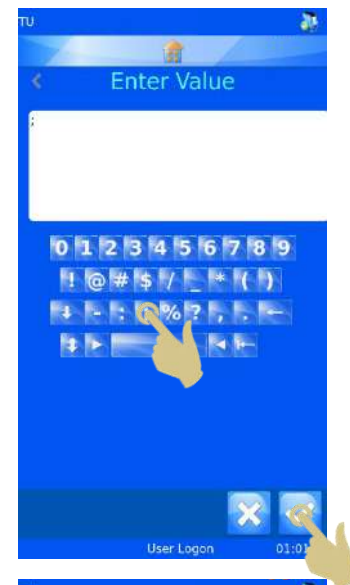 TU
Enter Value
;
0 1 2 3 4 5 6 7 8 9
! @ # $ / _ * ( )
- : % ? , .
User Logon 01:01